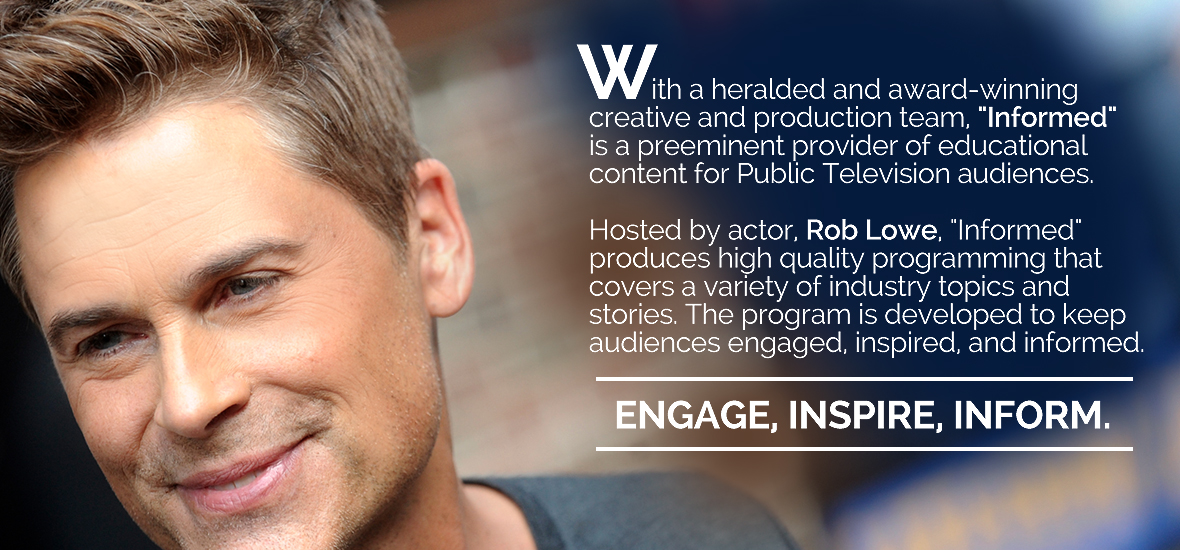 With a heralded and award-winning
creative and production team, "Informed"
is a preeminent provider of educational
content for Public Television audiences.
Hosted by actor, Rob Lowe, "Informed"
produces high quality programming that
covers a variety of industry topics and
stories. The program is developed to keep
audiences engaged, inspired, and informed.
ENGAGE, INSPIRE, INFORM.